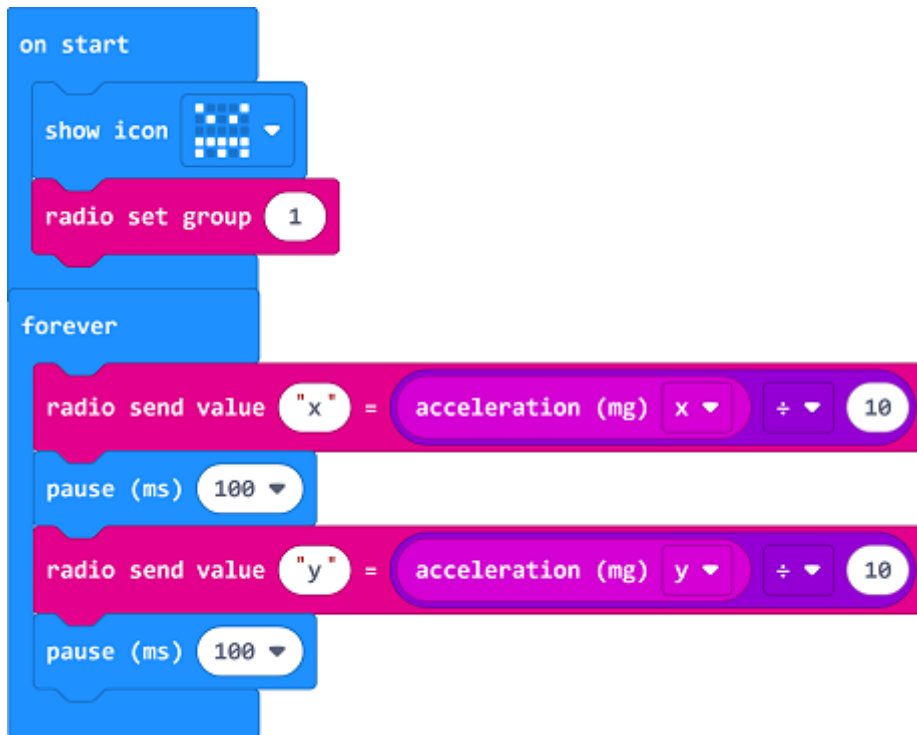 on start
show icon
radio set group 1
forever
radio send value "x" = acceleration (mg) x ÷ 10
pause (ms) 100
radio send value "y" = acceleration (mg) y ÷ 10
pause (ms) 100